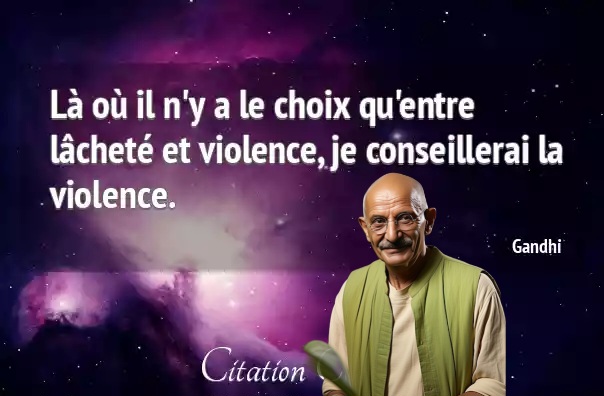 Là où il n'y a le choix qu'entre
lâcheté et violence, je conseillerai la
violence.
Gandhi
Citation